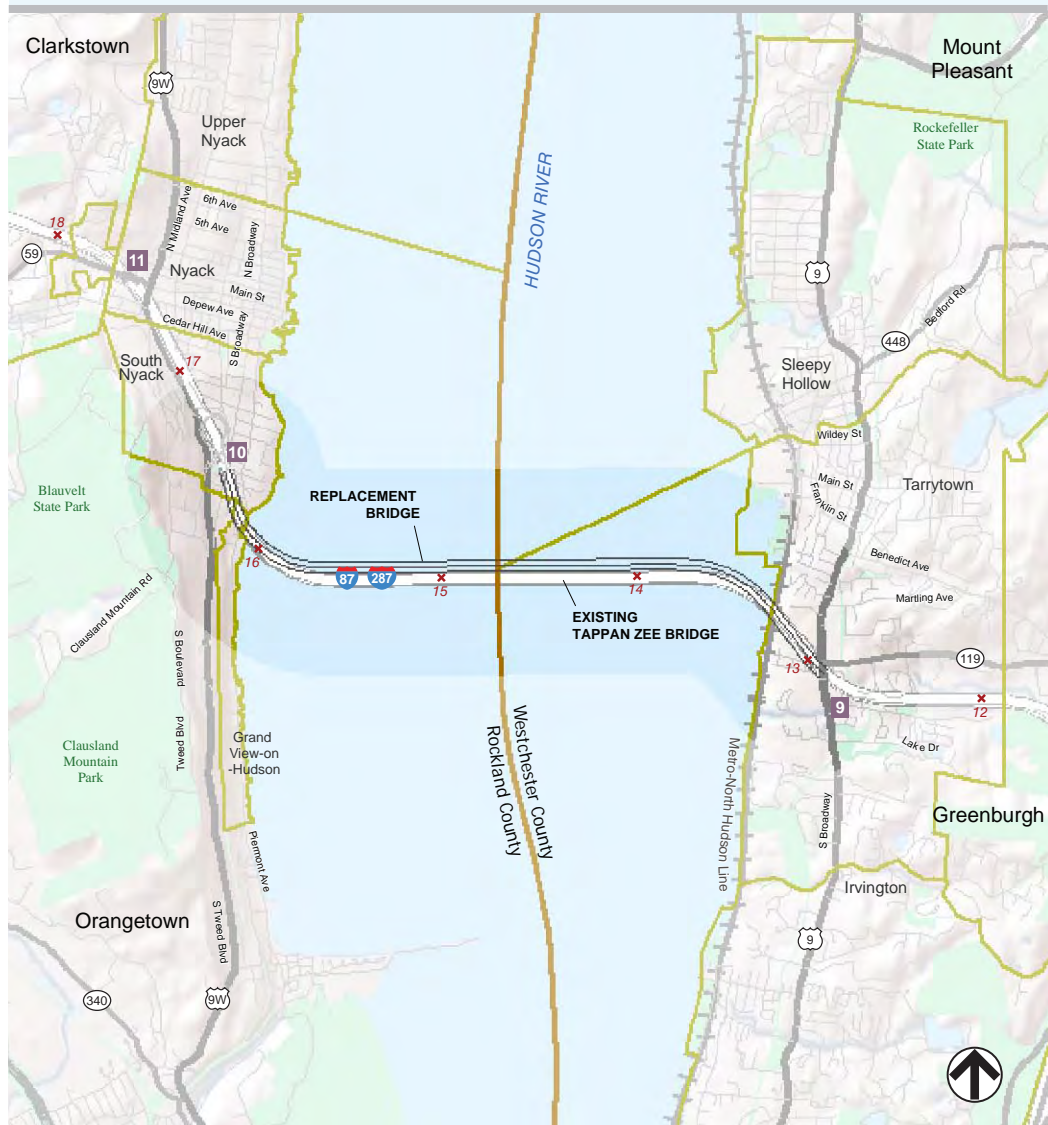 Clarkstown
Mount
Pleasant
9W
Upper
Nyack
Rockefeller
State Park
6th Ave
5th Ave
N Midland Ave
N Broadway
HUDSON RIVER
18
59
11
9
Nyack
Main St
Depew Ave
Cedar Hill Ave
S Broadway
Bedford Rd
448
South
Nyack
17
Sleepy
Hollow
Wildey St
10
Blauvelt
State Park
REPLACEMENT
BRIDGE
Main St
Franklin St
Tarrytown
16
87
287
15
14
Benedict Ave
Martling Ave
Clausland Mountain Rd
EXISTING
TAPPAN ZEE BRIDGE
S Boulevard
Tweed Blvd
13
119
12
9
Lake Dr
Clausland
Mountain
Park
Grand
View-on
-Hudson
Westchester County
Rockland County
Metro-North Hudson Line
S Broadway
Greenburgh
Piermont Ave
Irvington
Orangetown
S Tweed Blvd
9
340
9W